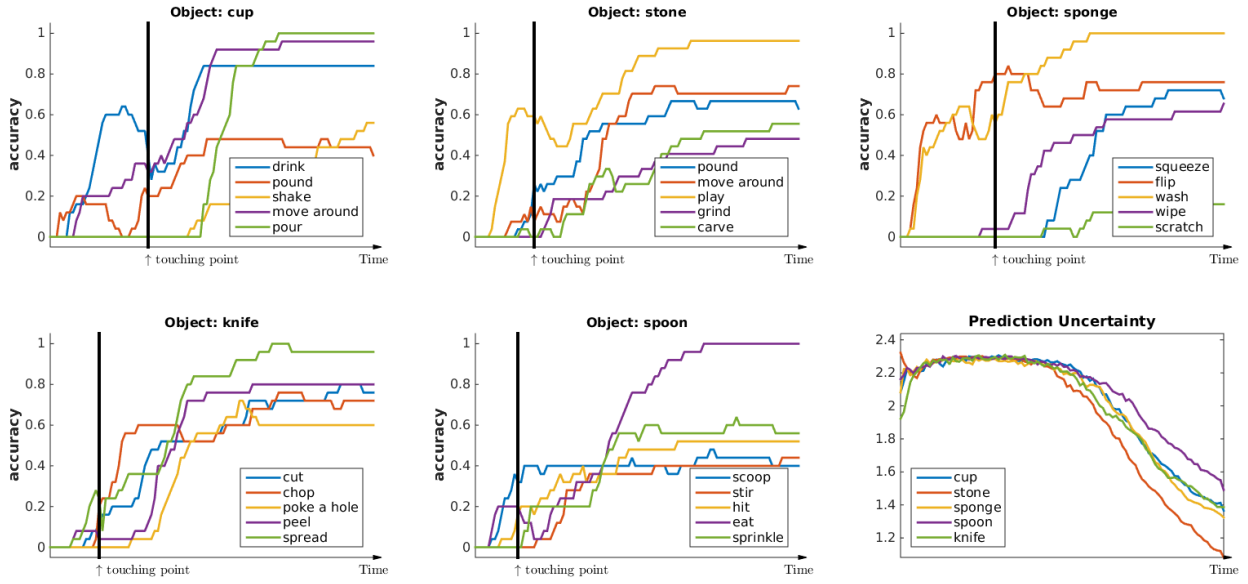 Object: cup
accuracy
1
0.8
0.6
0.4
0.2
0
drink
pound
shake
move around
pour
↑ touching point
Time
Object: stone
accuracy
1
0.8
0.6
0.4
0.2
0
pound
move around
play
grind
carve
↑ touching point
Time
Object: sponge
accuracy
1
0.8
0.6
0.4
0.2
0
squeeze
flip
wash
wipe
scratch
↑ touching point
Time
Object: knife
accuracy
1
0.8
0.6
0.4
0.2
0
cut
chop
poke a hole
peel
spread
↑ touching point
Time
Object: spoon
accuracy
1
0.8
0.6
0.4
0.2
0
scoop
stir
hit
eat
sprinkle
↑ touching point
Time
Prediction Uncertainty
2.4
2.2
2
1.8
1.6
1.4
1.2
cup
stone
sponge
spoon
knife
Time